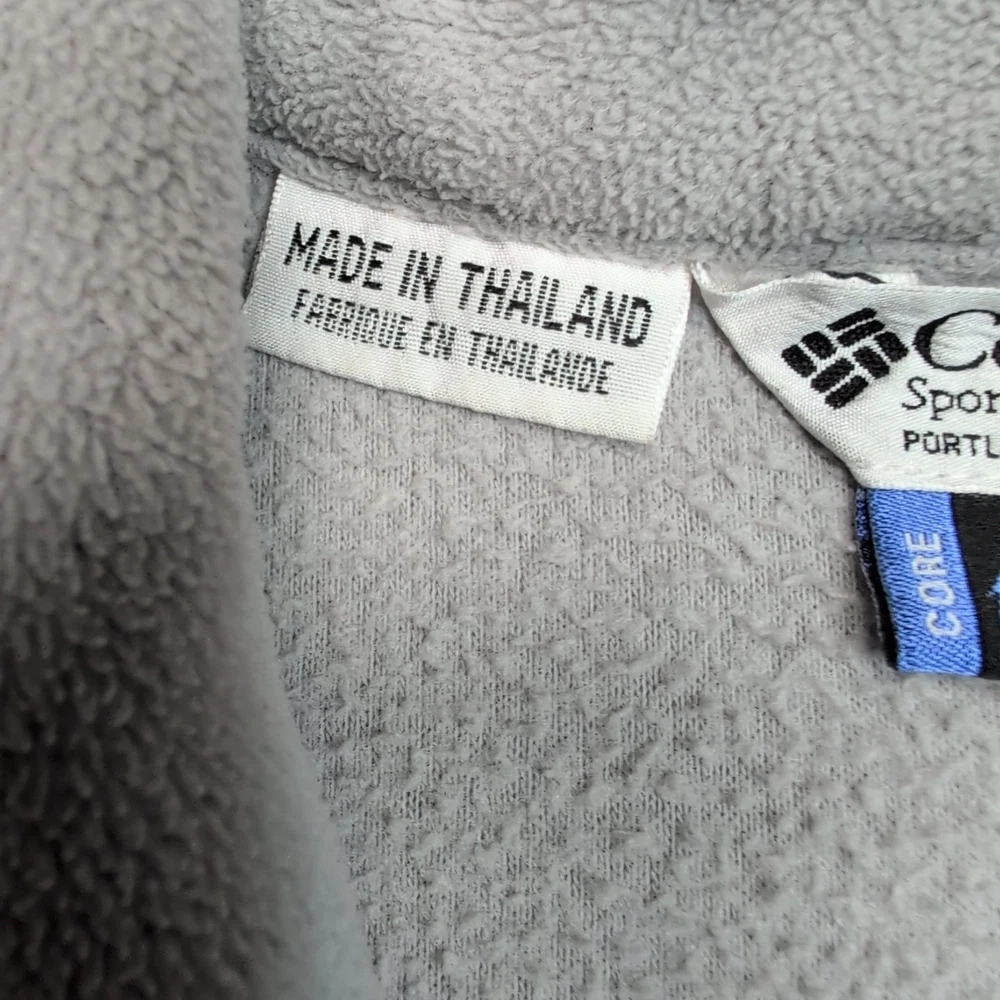 MADE IN THAILAND
FABRIQUE EN THAILANDE
Spor
PORTL
CORE